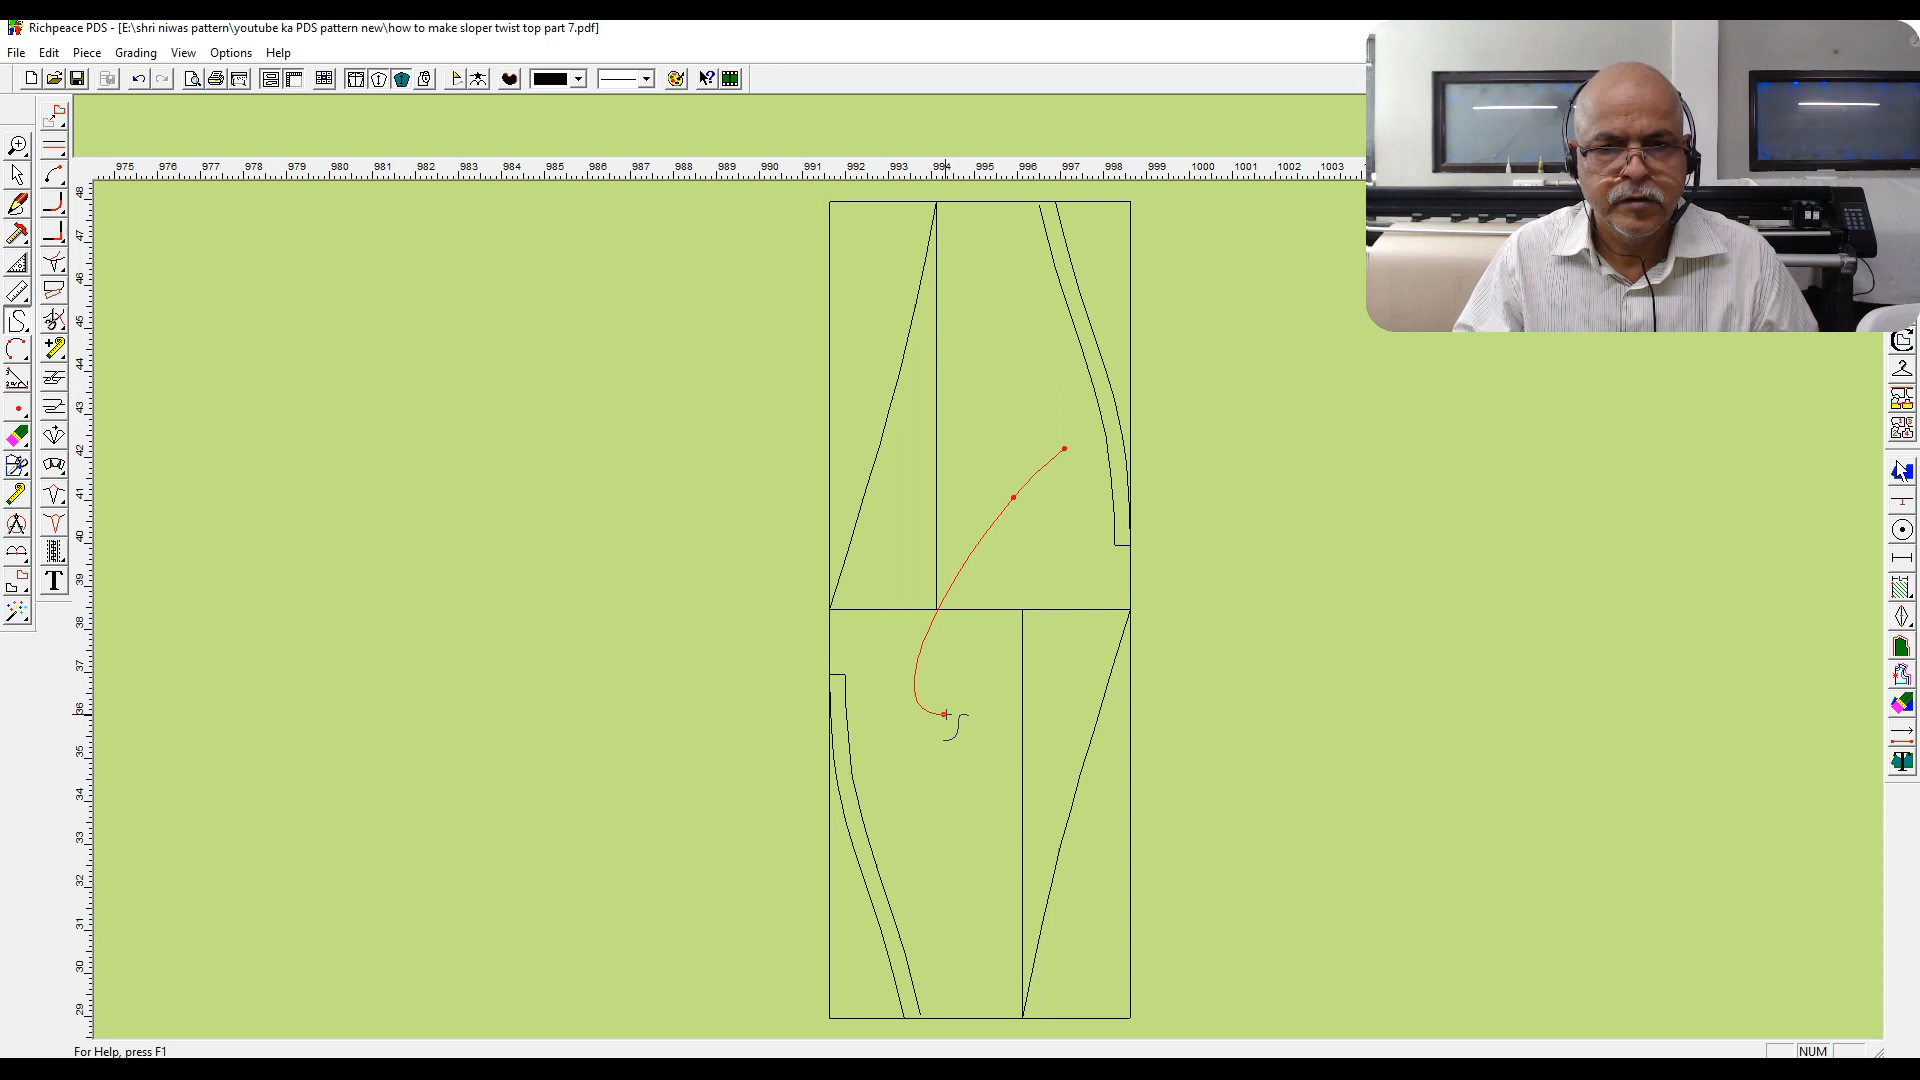 Richpeace PDS - [E:\shri niwas pattern\youtube ka PDS pattern new\how to make sloper twist top part 7.pdf]
File Edit Piece Grading View Options Help
975 976 977 978 979 980 981 982 983 984 985 986 987 988 989 990 991 992 993 994 995 996 997 998 999 1000 1001 1002 1003
48
47
46
45
44
43
42
41
40
39
38
37
36
35
34
33
32
31
30
29
T
T
For Help, press F1
NUM